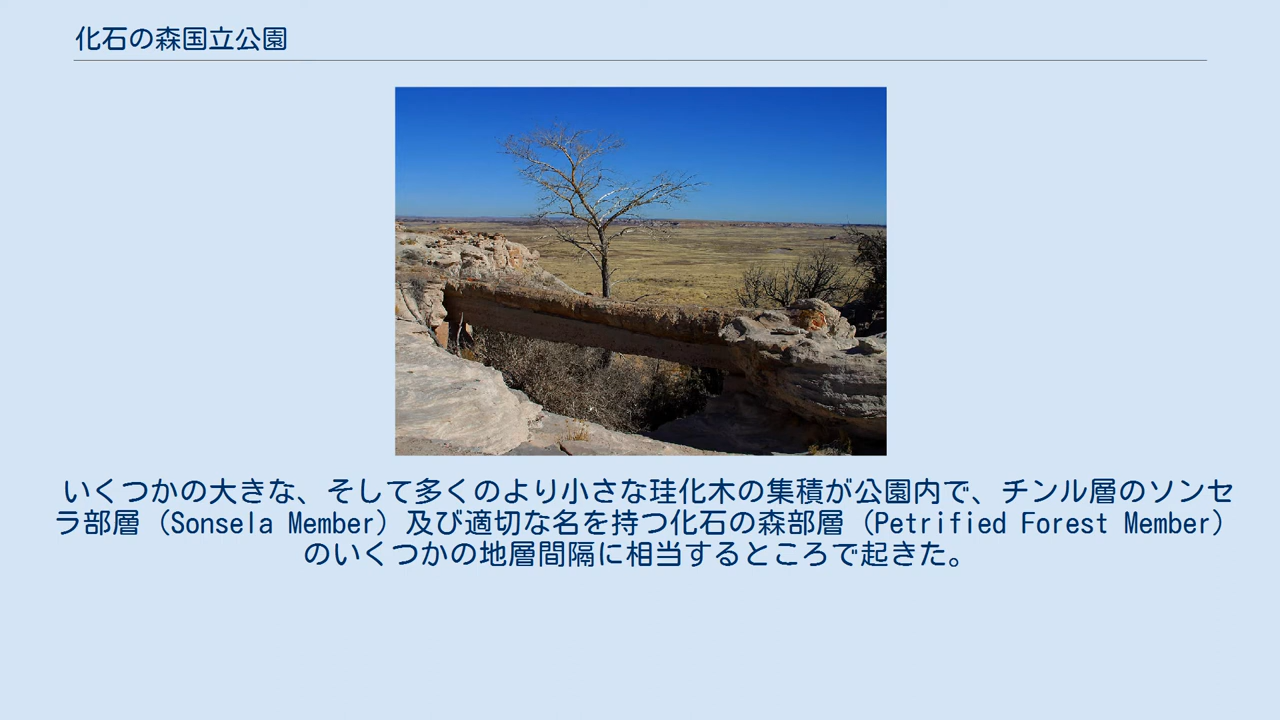 化石の森国立公園
いくつかの大きな、そして多くのより小さな珪化木の集積が公園内で、チンル層のソンセ
ラ部層（Sonsela Member）及び適切な名を持つ化石の森部層（Petrified Forest Member）
のいくつかの地層間隔に相当するところで起きた。